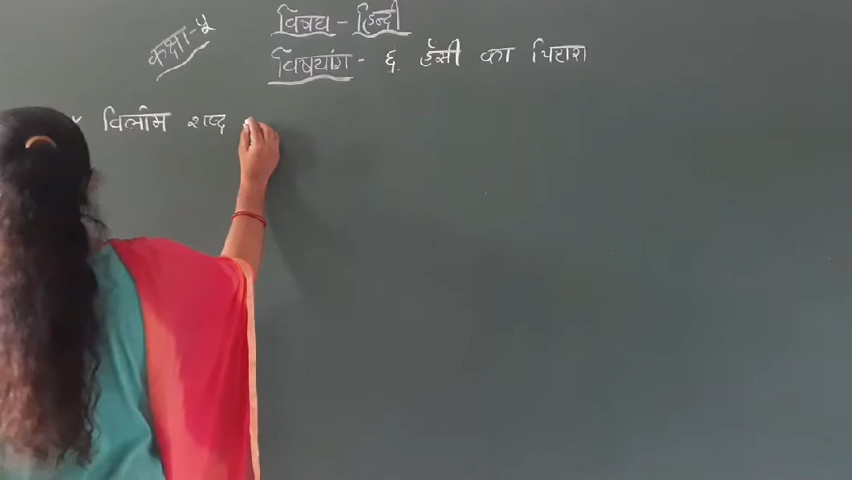 कक्षा-५
विषय - हिन्दी
विषयांग - ६. हँसी का पिटारा
* विलोम शब्द